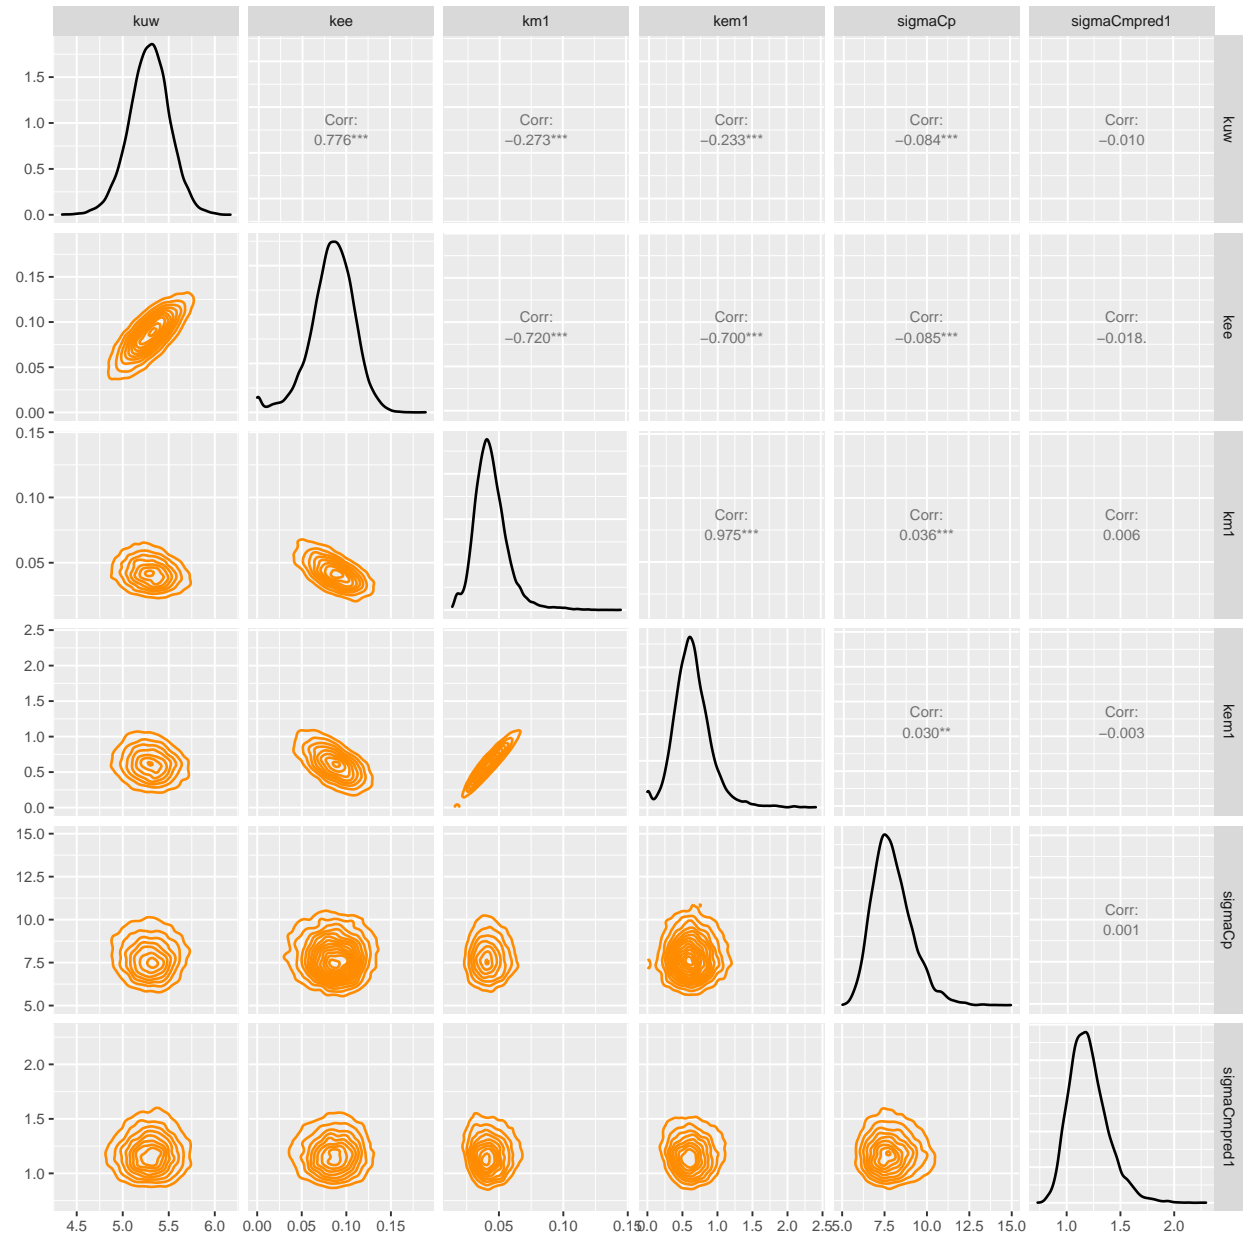 kuw kee km1 kem1 sigmaCp sigmaCmpred1
1.5
1.0
0.5
0.0
Corr:
0.776***
Corr:
−0.273***
Corr:
−0.233***
Corr:
−0.084***
Corr:
−0.010
kuw
0.15
0.10
0.05
0.00
Corr:
−0.720***
Corr:
−0.700***
Corr:
−0.085***
Corr:
−0.018.
kee
0.15
0.10
0.05
Corr:
0.975***
Corr:
0.036***
Corr:
0.006
km1
2.5
2.0
1.5
1.0
0.5
0.0
Corr:
0.030**
Corr:
−0.003
kem1
15.0
12.5
10.0
7.5
5.0
Corr:
0.001
sigmaCp
2.0
1.5
1.0
sigmaCmpred1
4.5 5.0 5.5 6.0 0.00 0.05 0.10 0.15 0.05 0.10 0.15 0.0 0.5 1.0 1.5 2.0 2.5 5.0 7.5 10.0 12.5 15.0 1.0 1.5 2.0